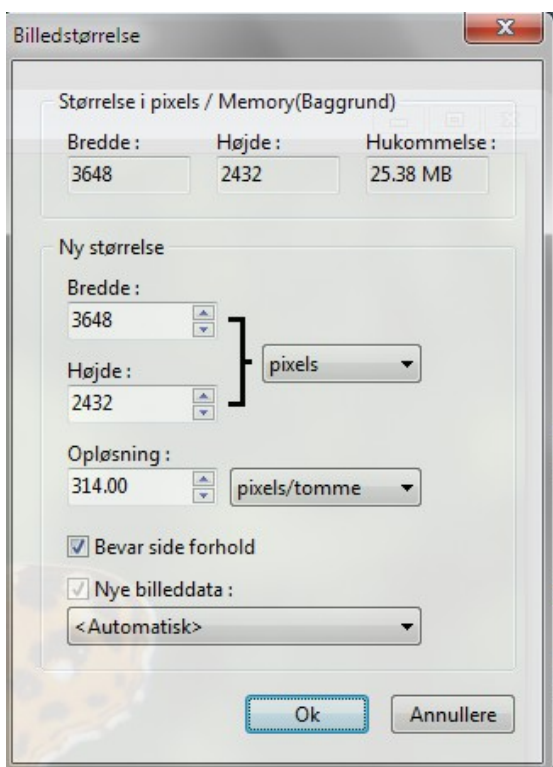 Billedstørrelse
Størrelse i pixels / Memory(Baggrund)
Bredde : Højde : Hukommelse :
3648 2432 25.38 MB
Ny størrelse
Bredde :
3648
pixels
Højde :
2432
Opløsning :
314.00 pixels/tomme
Bevar side forhold
Nye billeddata :
<Automatisk>
Ok Annullere